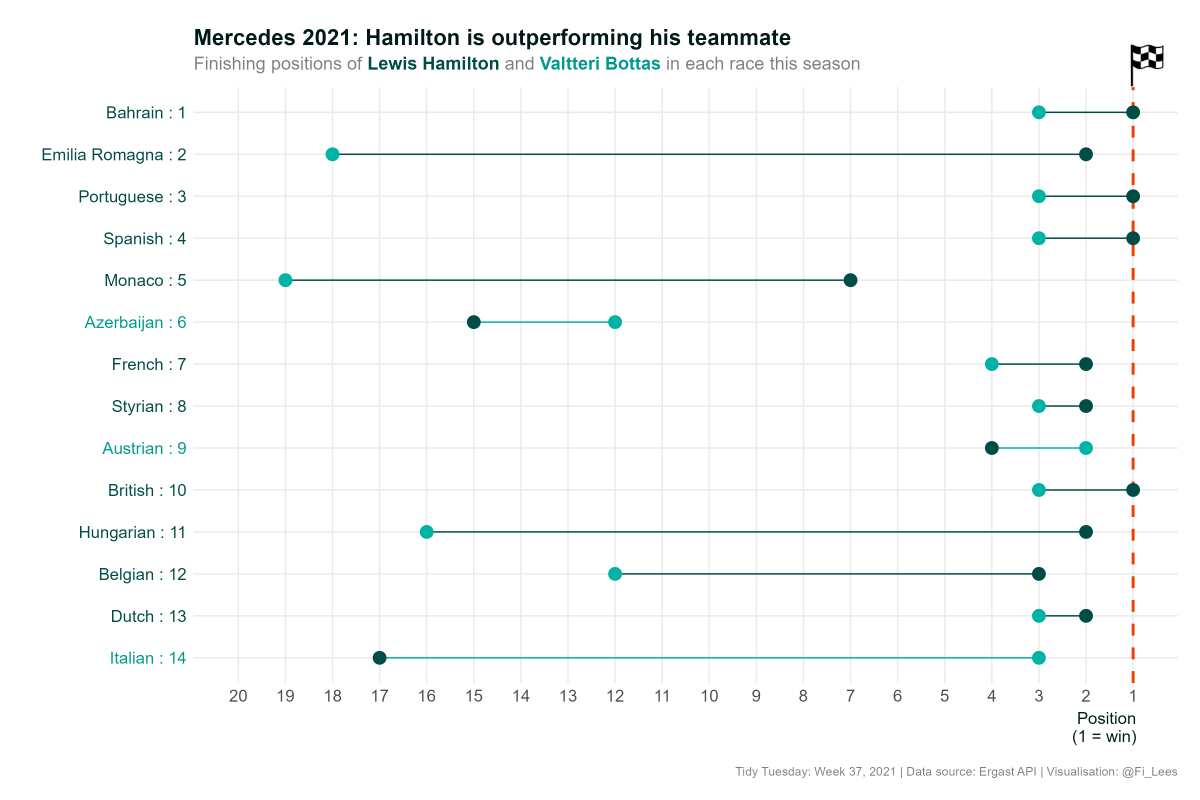 Mercedes 2021: Hamilton is outperforming his teammate
Finishing positions of Lewis Hamilton and Valtteri Bottas in each race this season
Bahrain : 1
Emilia Romagna : 2
Portuguese : 3
Spanish : 4
Monaco : 5
Azerbaijan : 6
French : 7
Styrian : 8
Austrian : 9
British : 10
Hungarian : 11
Belgian : 12
Dutch : 13
Italian : 14
20 19 18 17 16 15 14 13 12 11 10 9 8 7 6 5 4 3 2 1
Position
(1 = win)
Tidy Tuesday: Week 37, 2021 | Data source: Ergast API | Visualisation: @Fi_Lees